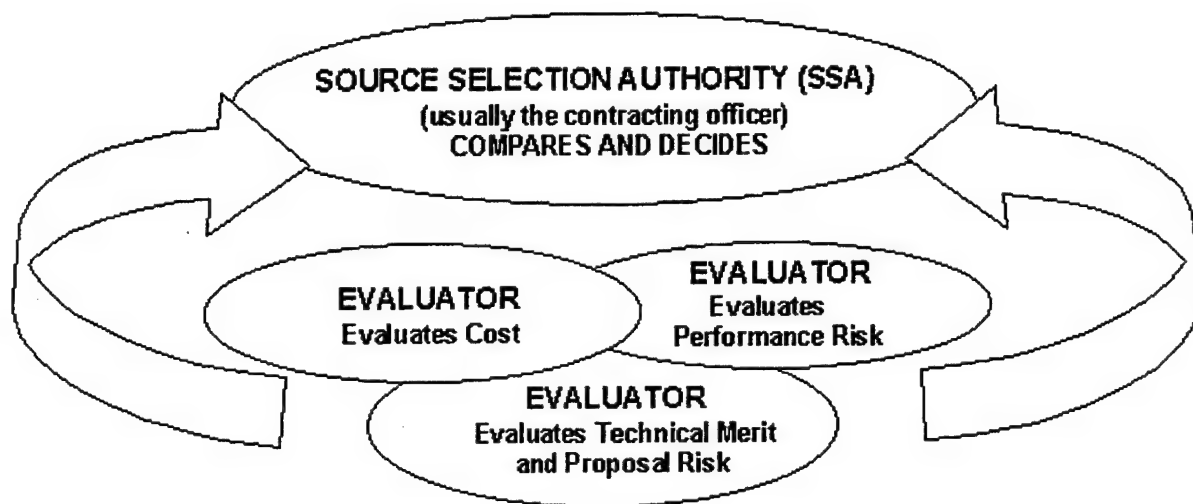 SOURCE SELECTION AUTHORITY (SSA)
(usually the contracting officer)
COMPARES AND DECIDES
EVALUATOR
Evaluates Cost
EVALUATOR
Evaluates
Performance Risk
EVALUATOR
Evaluates Technical Merit
and Proposal Risk